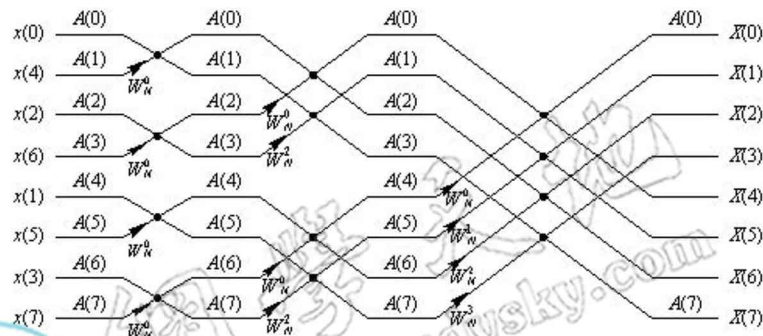 x(0) A(0) A(0) A(0) A(0) X(0)
x(4) A(1) A(1) A(1) X(1)
W_N^0
x(2) A(2) A(2) A(2) X(2)
W_N^0
x(6) A(3) A(3) A(3) X(3)
W_N^0 W_N^2
x(1) A(4) A(4) A(4) X(4)
W_N^0
x(5) A(5) A(5) A(5) X(5)
W_N^0 W_N^1
x(3) A(6) A(6) A(6) X(6)
W_N^0 W_N^2
x(7) A(7) A(7) A(7) A(7) X(7)
W_N^0 W_N^2 W_N^3